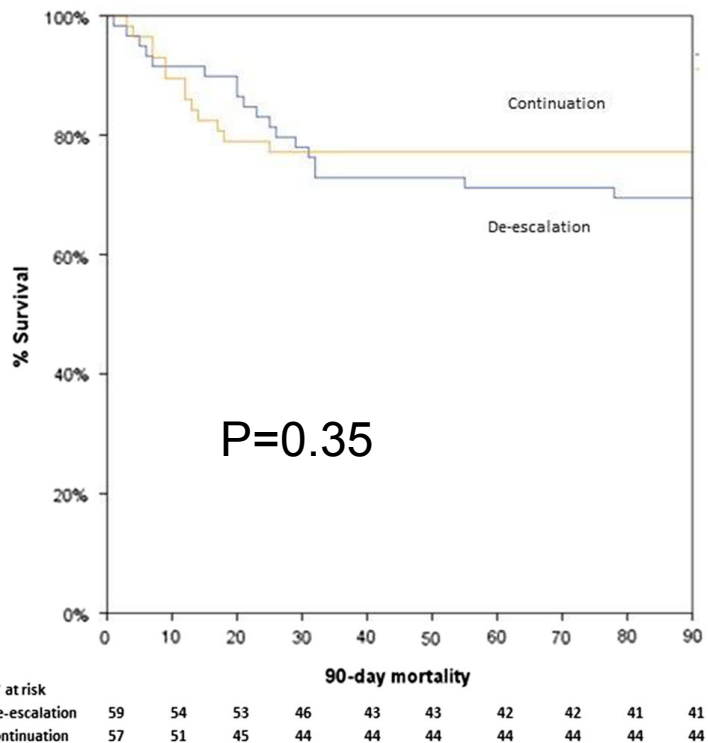 100%
80%
60%
40%
20%
0%
% Survival
Continuation
De-escalation
P=0.35
0 10 20 30 40 50 60 70 80 90
90-day mortality
at risk
e-escalation 59 54 53 46 43 43 42 42 41 41
ontinuation 57 51 45 44 44 44 44 44 44 44